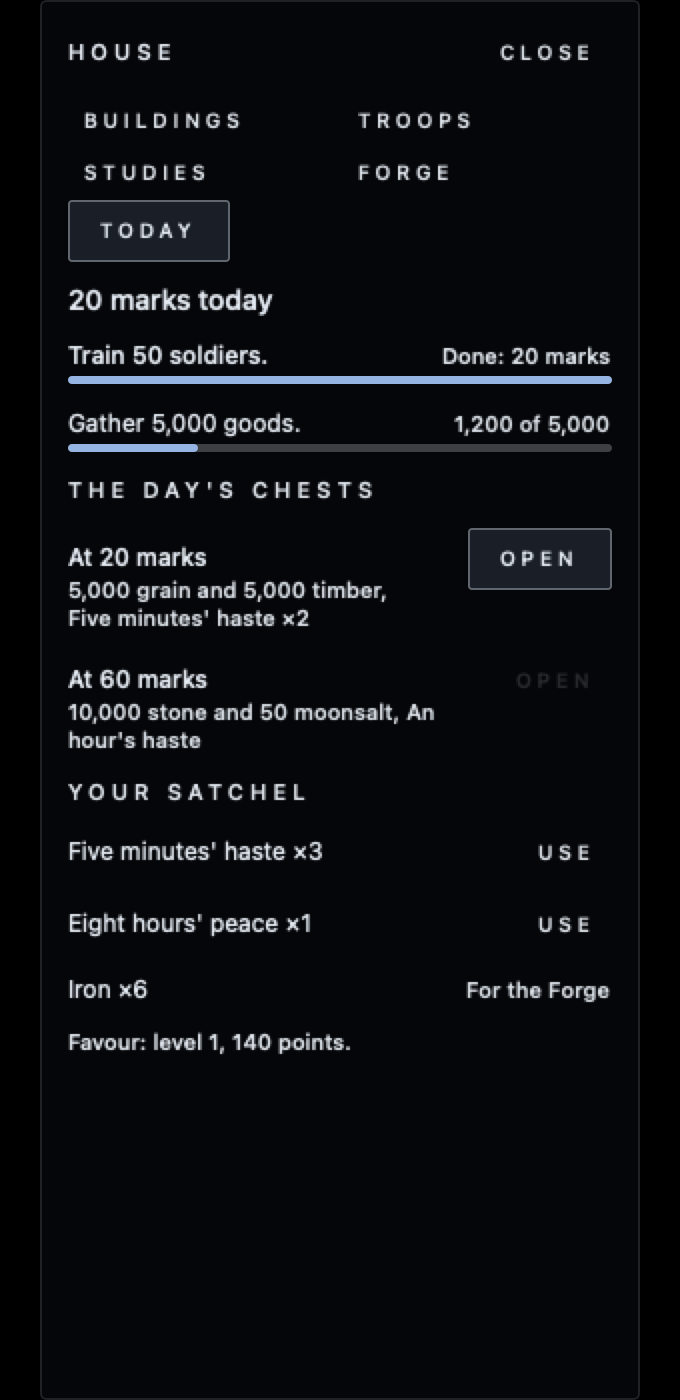 HOUSE
CLOSE
BUILDINGS
TROOPS
STUDIES
FORGE
TODAY
20 marks today
Train 50 soldiers.
Done: 20 marks
Gather 5,000 goods.
1,200 of 5,000
THE DAY'S CHESTS
At 20 marks
OPEN
5,000 grain and 5,000 timber,
Five minutes' haste ×2
At 60 marks
OPEN
10,000 stone and 50 moonsalt, An
hour's haste
YOUR SATCHEL
Five minutes' haste ×3
USE
Eight hours' peace ×1
USE
Iron ×6
For the Forge
Favour: level 1, 140 points.